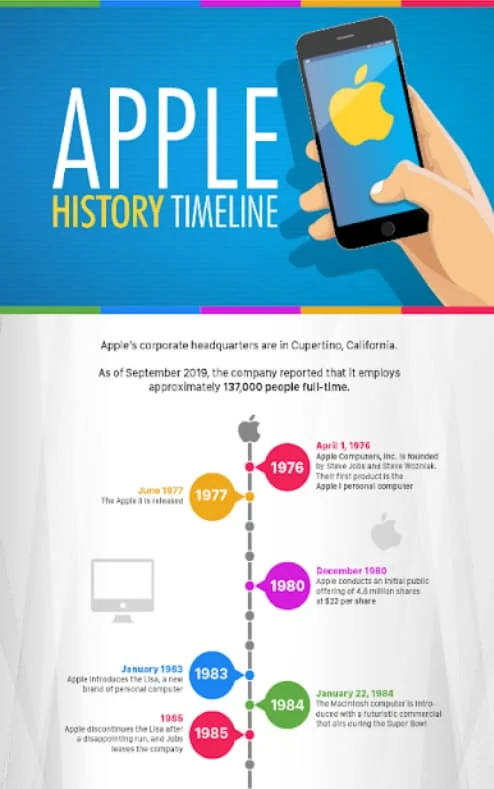 APPLE
HISTORY TIMELINE
Apple's corporate headquarters are in Cupertino, California.
As of September 2019, the company reported that it employs
approximately 137,000 people full-time.
1976
April 1, 1976
Apple Computers, Inc. is founded
by Steve Jobs and Steve Wozniak.
Their first product is the
Apple I personal computer
June 1977
The Apple II is released
1977
1980
December 1980
Apple conducts an initial public
offering of 4.6 million shares
at $22 per share
January 1983
Apple introduces the Lisa, a new
brand of personal computer
1983
1984
January 22, 1984
The Macintosh computer is intro-
duced with a futuristic commercial
that airs during the Super Bowl
1985
Apple discontinues the Lisa after
a disappointing run, and Jobs
leaves the company
1985